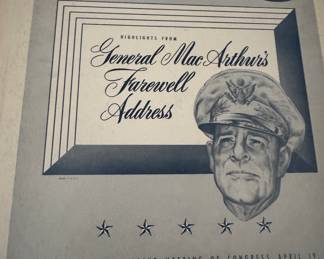 HIGHLIGHTS FROM
General MacArthur's
Farewell
Address
MEETING OF CONGRESS APRIL 19,